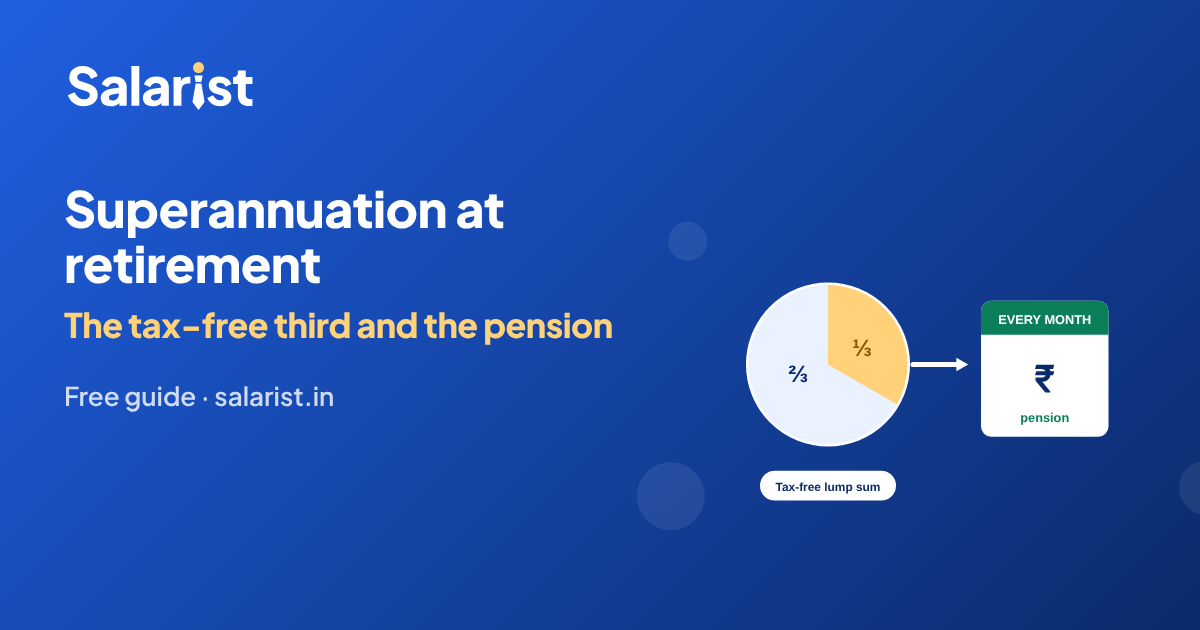 Salarist
Superannuation at
retirement
The tax-free third and the pension
Free guide · salarist.in
⅓
⅔
EVERY MONTH
₹
pension
Tax-free lump sum